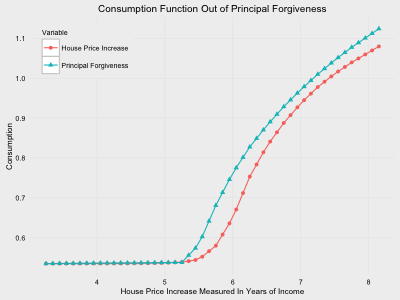 Consumption Function Out of Principal Forgiveness
Variable
House Price Increase
Principal Forgiveness
Consumption
1.1
1.0
0.9
0.8
0.7
0.6
4
5
6
7
8
House Price Increase Measured In Years of Income